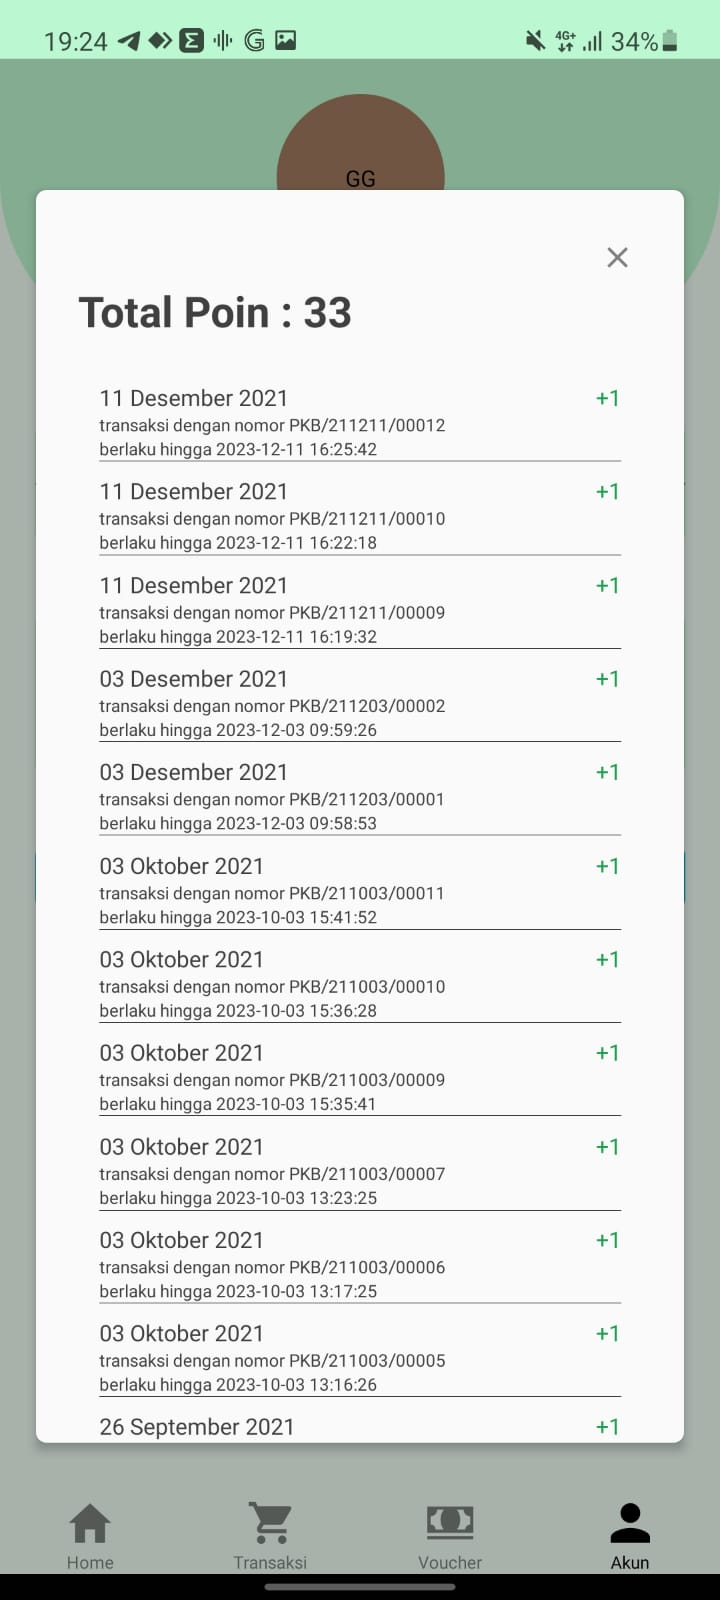 19:24 4G+ 34%
GG
Total Poin : 33
11 Desember 2021 +1
transaksi dengan nomor PKB/211211/00012
berlaku hingga 2023-12-11 16:25:42
11 Desember 2021 +1
transaksi dengan nomor PKB/211211/00010
berlaku hingga 2023-12-11 16:22:18
11 Desember 2021 +1
transaksi dengan nomor PKB/211211/00009
berlaku hingga 2023-12-11 16:19:32
03 Desember 2021 +1
transaksi dengan nomor PKB/211203/00002
berlaku hingga 2023-12-03 09:59:26
03 Desember 2021 +1
transaksi dengan nomor PKB/211203/00001
berlaku hingga 2023-12-03 09:58:53
03 Oktober 2021 +1
transaksi dengan nomor PKB/211003/00011
berlaku hingga 2023-10-03 15:41:52
03 Oktober 2021 +1
transaksi dengan nomor PKB/211003/00010
berlaku hingga 2023-10-03 15:36:28
03 Oktober 2021 +1
transaksi dengan nomor PKB/211003/00009
berlaku hingga 2023-10-03 15:35:41
03 Oktober 2021 +1
transaksi dengan nomor PKB/211003/00007
berlaku hingga 2023-10-03 13:23:25
03 Oktober 2021 +1
transaksi dengan nomor PKB/211003/00006
berlaku hingga 2023-10-03 13:17:25
03 Oktober 2021 +1
transaksi dengan nomor PKB/211003/00005
berlaku hingga 2023-10-03 13:16:26
26 September 2021 +1
Home Transaksi Voucher Akun